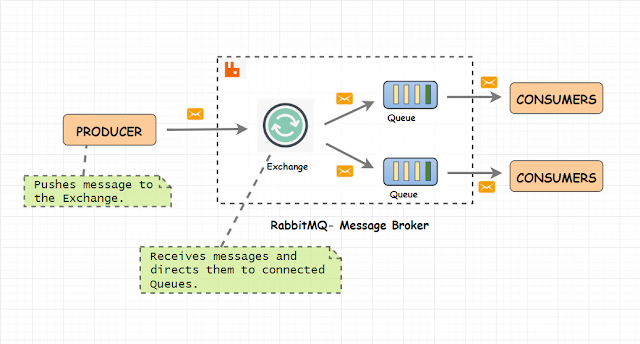 PRODUCER
Pushes message to
the Exchange.
Exchange
Receives messages and
directs them to connected
Queues.
Queue
Queue
CONSUMERS
CONSUMERS
RabbitMQ- Message Broker